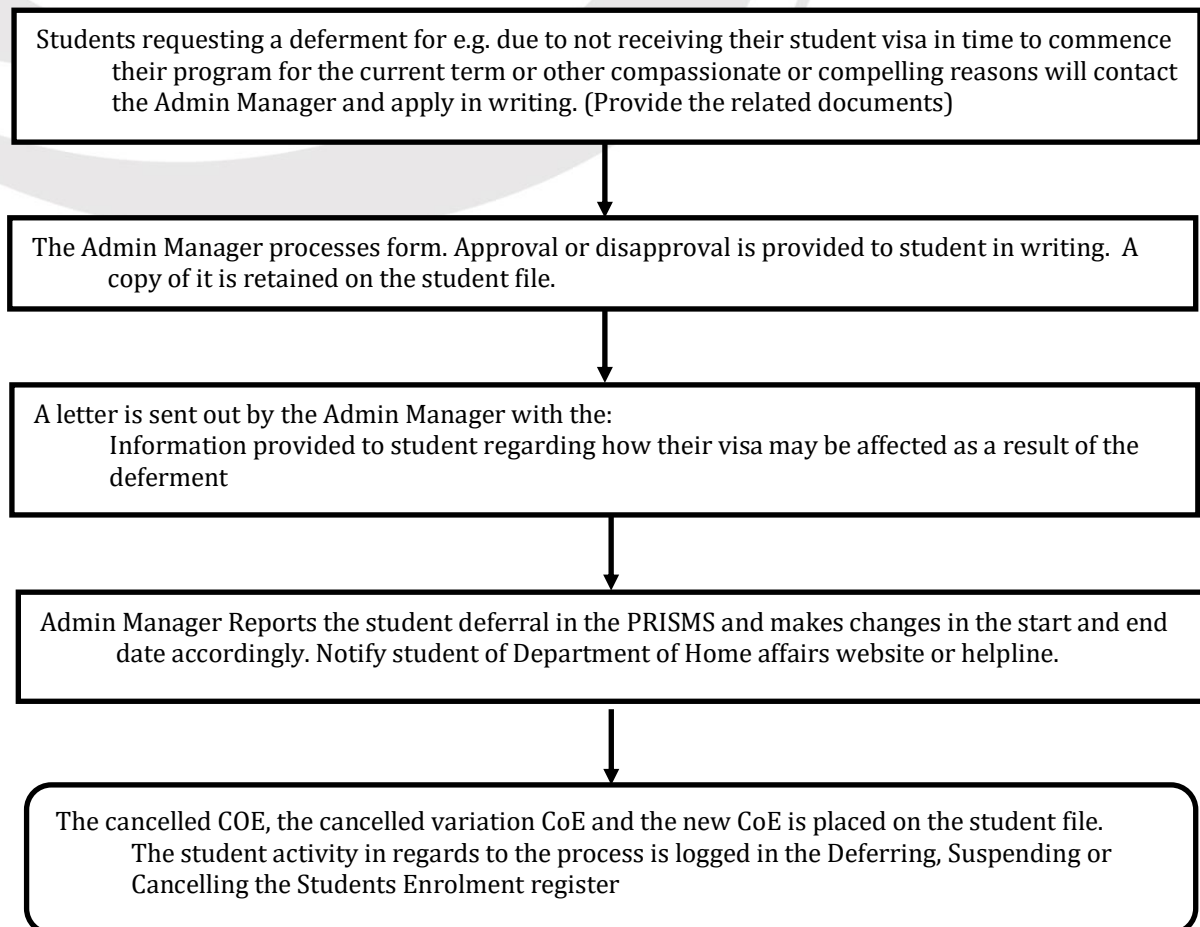 Students requesting a deferment for e.g. due to not receiving their student visa in time to commence
their program for the current term or other compassionate or compelling reasons will contact
the Admin Manager and apply in writing. (Provide the related documents)
The Admin Manager processes form. Approval or disapproval is provided to student in writing. A
copy of it is retained on the student file.
A letter is sent out by the Admin Manager with the:
Information provided to student regarding how their visa may be affected as a result of the
deferment
Admin Manager Reports the student deferral in the PRISMS and makes changes in the start and end
date accordingly. Notify student of Department of Home affairs website or helpline.
The cancelled COE, the cancelled variation CoE and the new CoE is placed on the student file.
The student activity in regards to the process is logged in the Deferring, Suspending or
Cancelling the Students Enrolment register